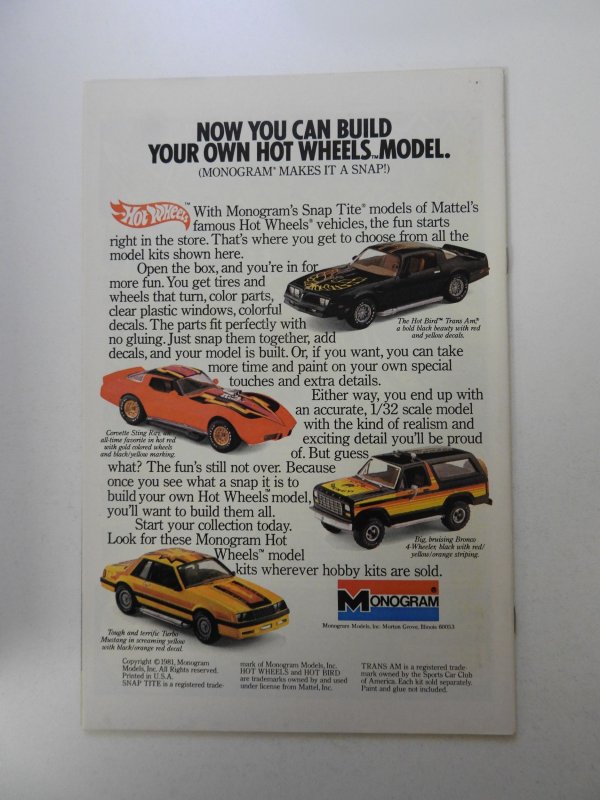 NOW YOU CAN BUILD
YOUR OWN HOT WHEELS™ MODEL.
(MONOGRAM® MAKES IT A SNAP!)
Hot Wheels™
With Monogram's Snap Tite® models of Mattel's
famous Hot Wheels® vehicles, the fun starts
right in the store. That's where you get to choose from all the
model kits shown here.
Open the box, and you're in for
more fun. You get tires and
wheels that turn, color parts,
clear plastic windows, colorful
decals. The parts fit perfectly with
no gluing. Just snap them together, add
decals, and your model is built. Or, if you want, you can take
more time and paint on your own special
touches and extra details.
The Hot Bird™ Trans Am,®
a bold black beauty with red
and yellow decals.
Either way, you end up with
an accurate, 1/32 scale model
with the kind of realism and
exciting detail you'll be proud
of. But guess
what? The fun's still not over. Because
once you see what a snap it is to
build your own Hot Wheels™ model,
you'll want to build them all.
Corvette Sting Ray,
all-time favorite in hot red
with gold colored wheels
and black/yellow marking.
Start your collection today.
Look for these Monogram Hot
Wheels™ model
kits wherever hobby kits are sold.
Big, bruising Bronco
4-Wheeler, black with red/
yellow/orange striping.
Tough and terrific Turbo
Mustang in screaming yellow
with black/orange red decal.
MONOGRAM
Monogram Models, Inc. Morton Grove, Illinois 60053
Copyright © 1981, Monogram
Models, Inc. All Rights reserved.
Printed in U.S.A.
SNAP TITE is a registered trade-
mark of Monogram Models, Inc.
HOT WHEELS and HOT BIRD
are trademarks owned by and used
under license from Mattel, Inc.
TRANS AM is a registered trade-
mark owned by the Sports Car Club
of America. Each kit sold separately.
Paint and glue not included.